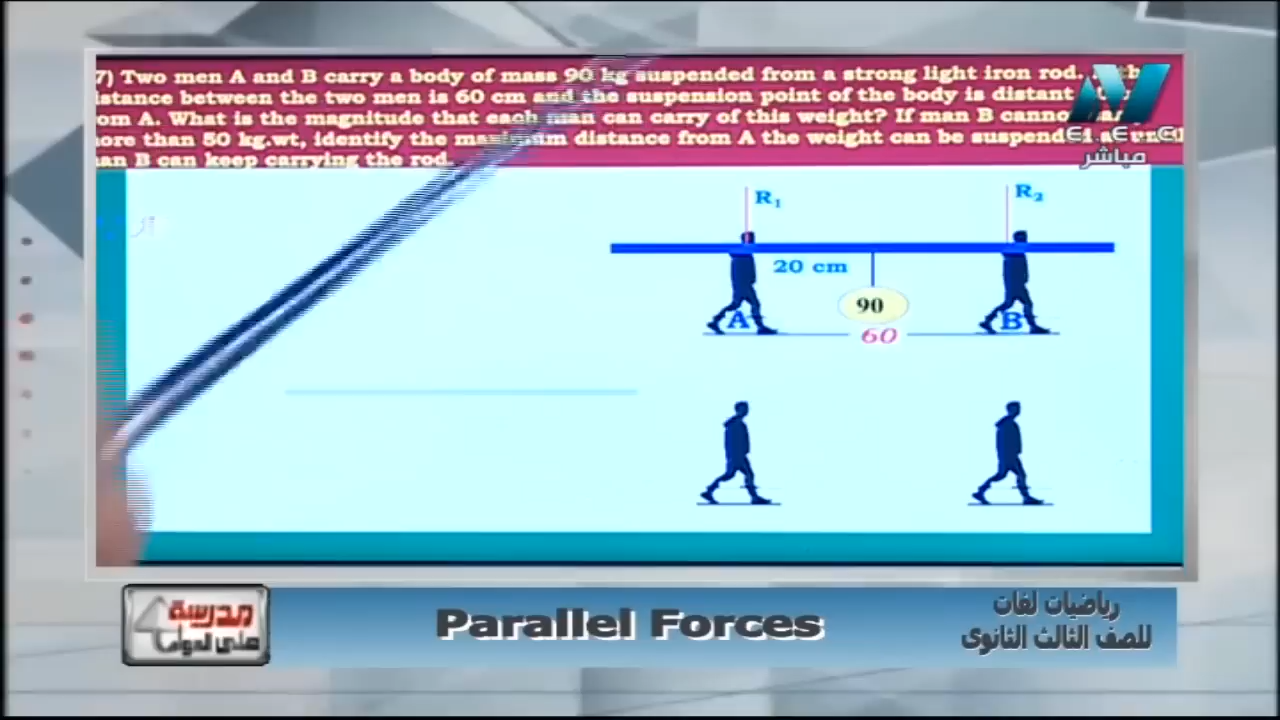 7) Two men A and B carry a body of mass 90 kg suspended from a strong light iron rod.
istance between the two men is 60 cm and the suspension point of the body is distant
om A. What is the magnitude that each man can carry of this weight? If man B
ore than 50 kg.wt, identify the maximum distance from A the weight can be suspended
an B can keep carrying the rod.
مباشر
R₁
R₂
20 cm
90
A
B
60
مدرسة
على الهواء
Parallel Forces
رياضيات لغات
للصف الثالث الثانوى